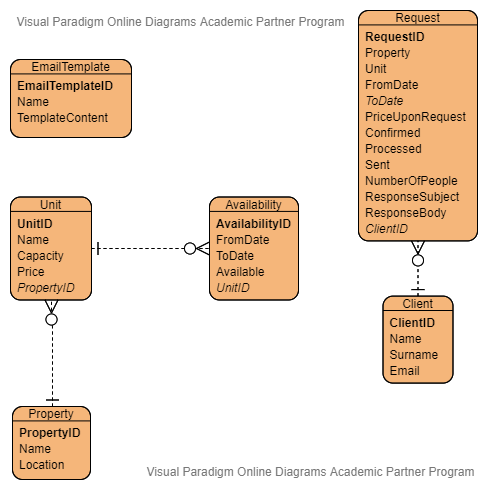 Visual Paradigm Online Diagrams Academic Partner Program
EmailTemplate
EmailTemplateID
Name
TemplateContent
Request
RequestID
Property
Unit
FromDate
ToDate
PriceUponRequest
Confirmed
Processed
Sent
NumberOfPeople
ResponseSubject
ResponseBody
ClientID
Unit
UnitID
Name
Capacity
Price
PropertyID
Availability
AvailabilityID
FromDate
ToDate
Available
UnitID
Client
ClientID
Name
Surname
Email
Property
PropertyID
Name
Location
Visual Paradigm Online Diagrams Academic Partner Program